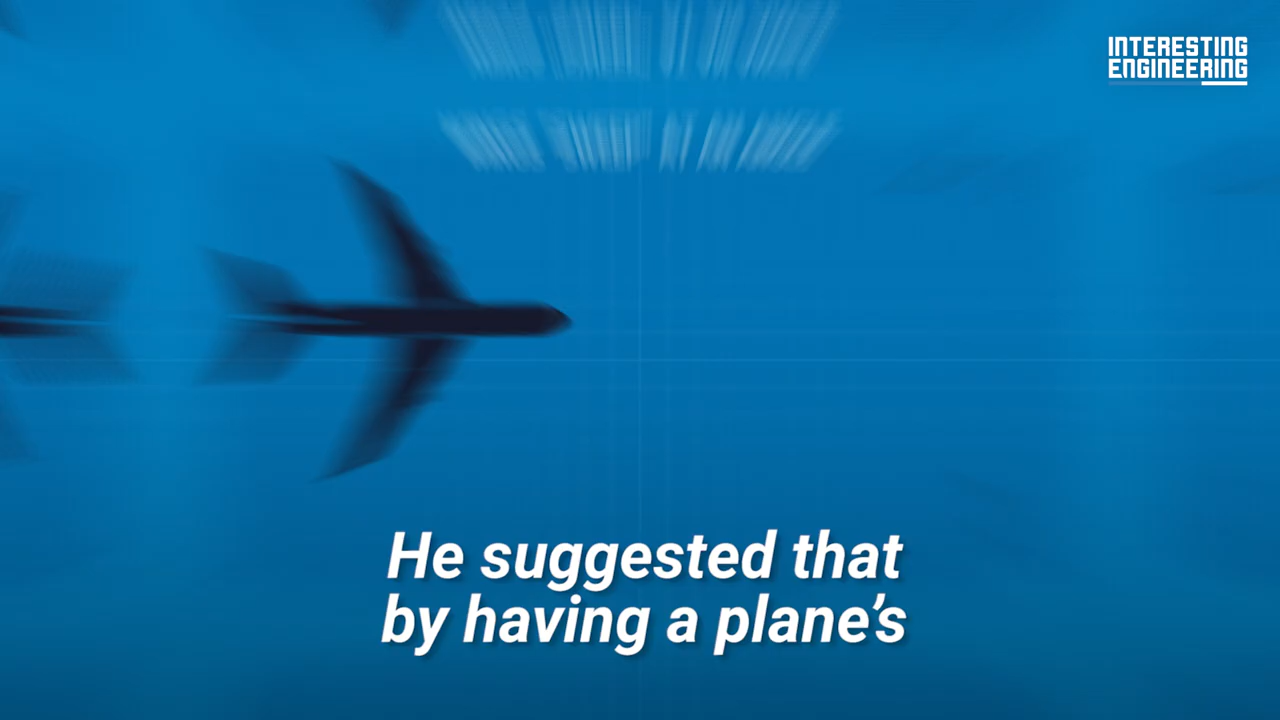 INTERESTING
ENGINEERING
He suggested that
by having a plane’s